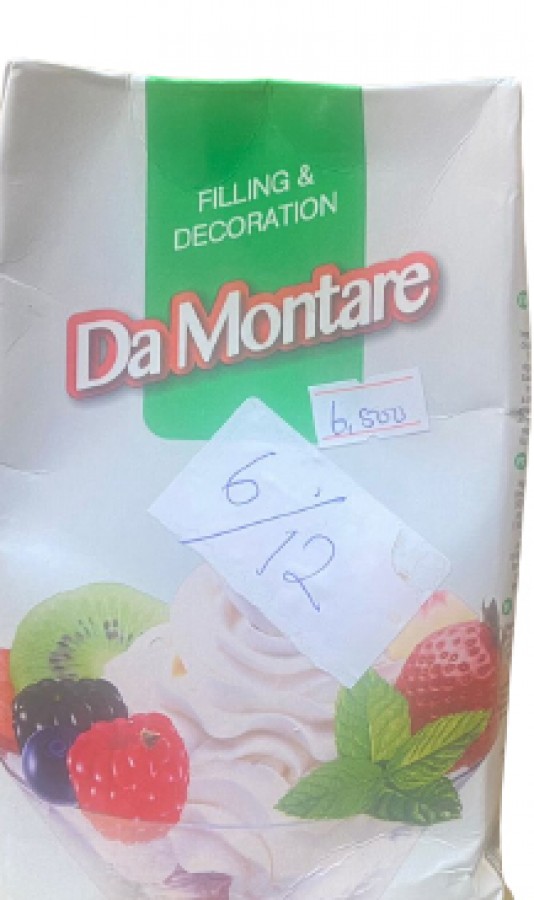 FILLING &
DECORATION
Da Montare
6,500
6
12